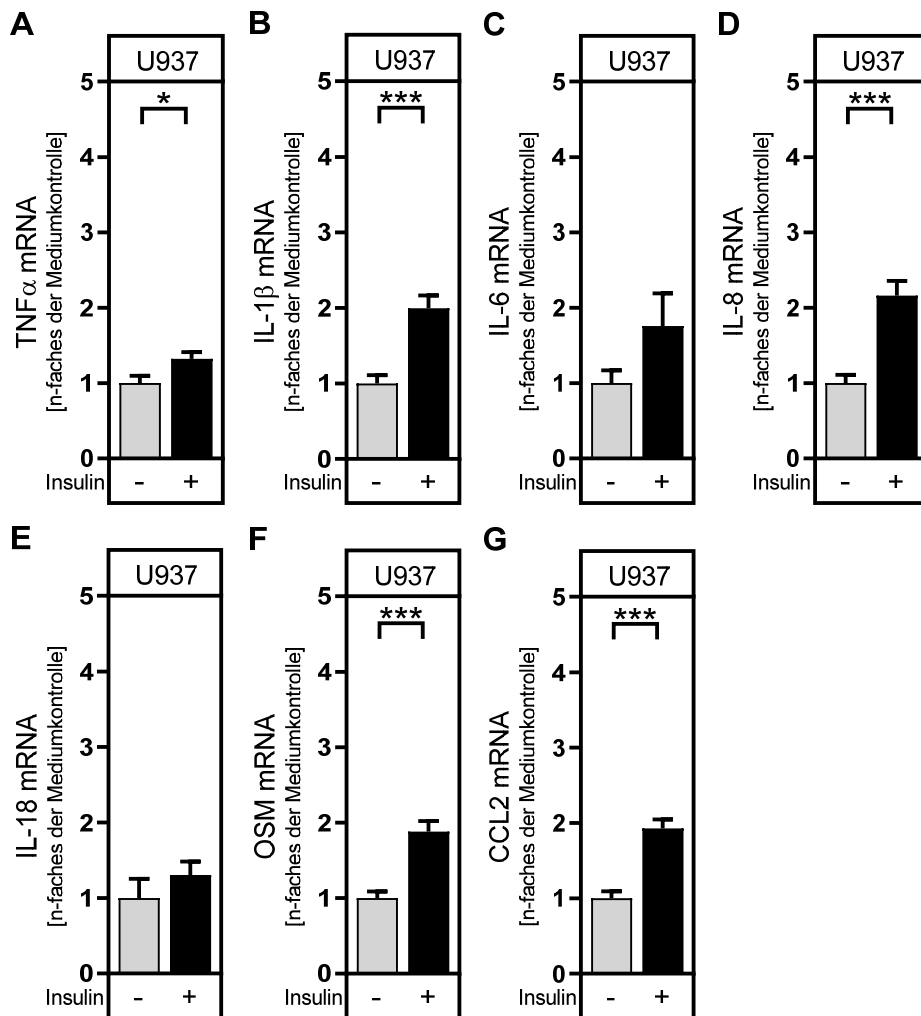 A
U937
*
5
4
3
2
1
0
TNFα mRNA
[n-faches der Mediumkontrolle]
Insulin - +
B
U937
***
5
4
3
2
1
0
IL-1β mRNA
[n-faches der Mediumkontrolle]
Insulin - +
C
U937
5
4
3
2
1
0
IL-6 mRNA
[n-faches der Mediumkontrolle]
Insulin - +
D
U937
***
5
4
3
2
1
0
IL-8 mRNA
[n-faches der Mediumkontrolle]
Insulin - +
E
U937
5
4
3
2
1
0
IL-18 mRNA
[n-faches der Mediumkontrolle]
Insulin - +
F
U937
***
5
4
3
2
1
0
OSM mRNA
[n-faches der Mediumkontrolle]
Insulin - +
G
U937
***
5
4
3
2
1
0
CCL2 mRNA
[n-faches der Mediumkontrolle]
Insulin - +